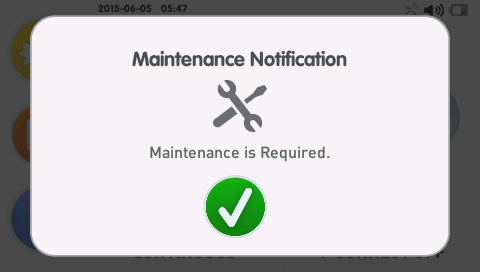 2015-06-05 05:47
Maintenance Notification
Maintenance is Required.